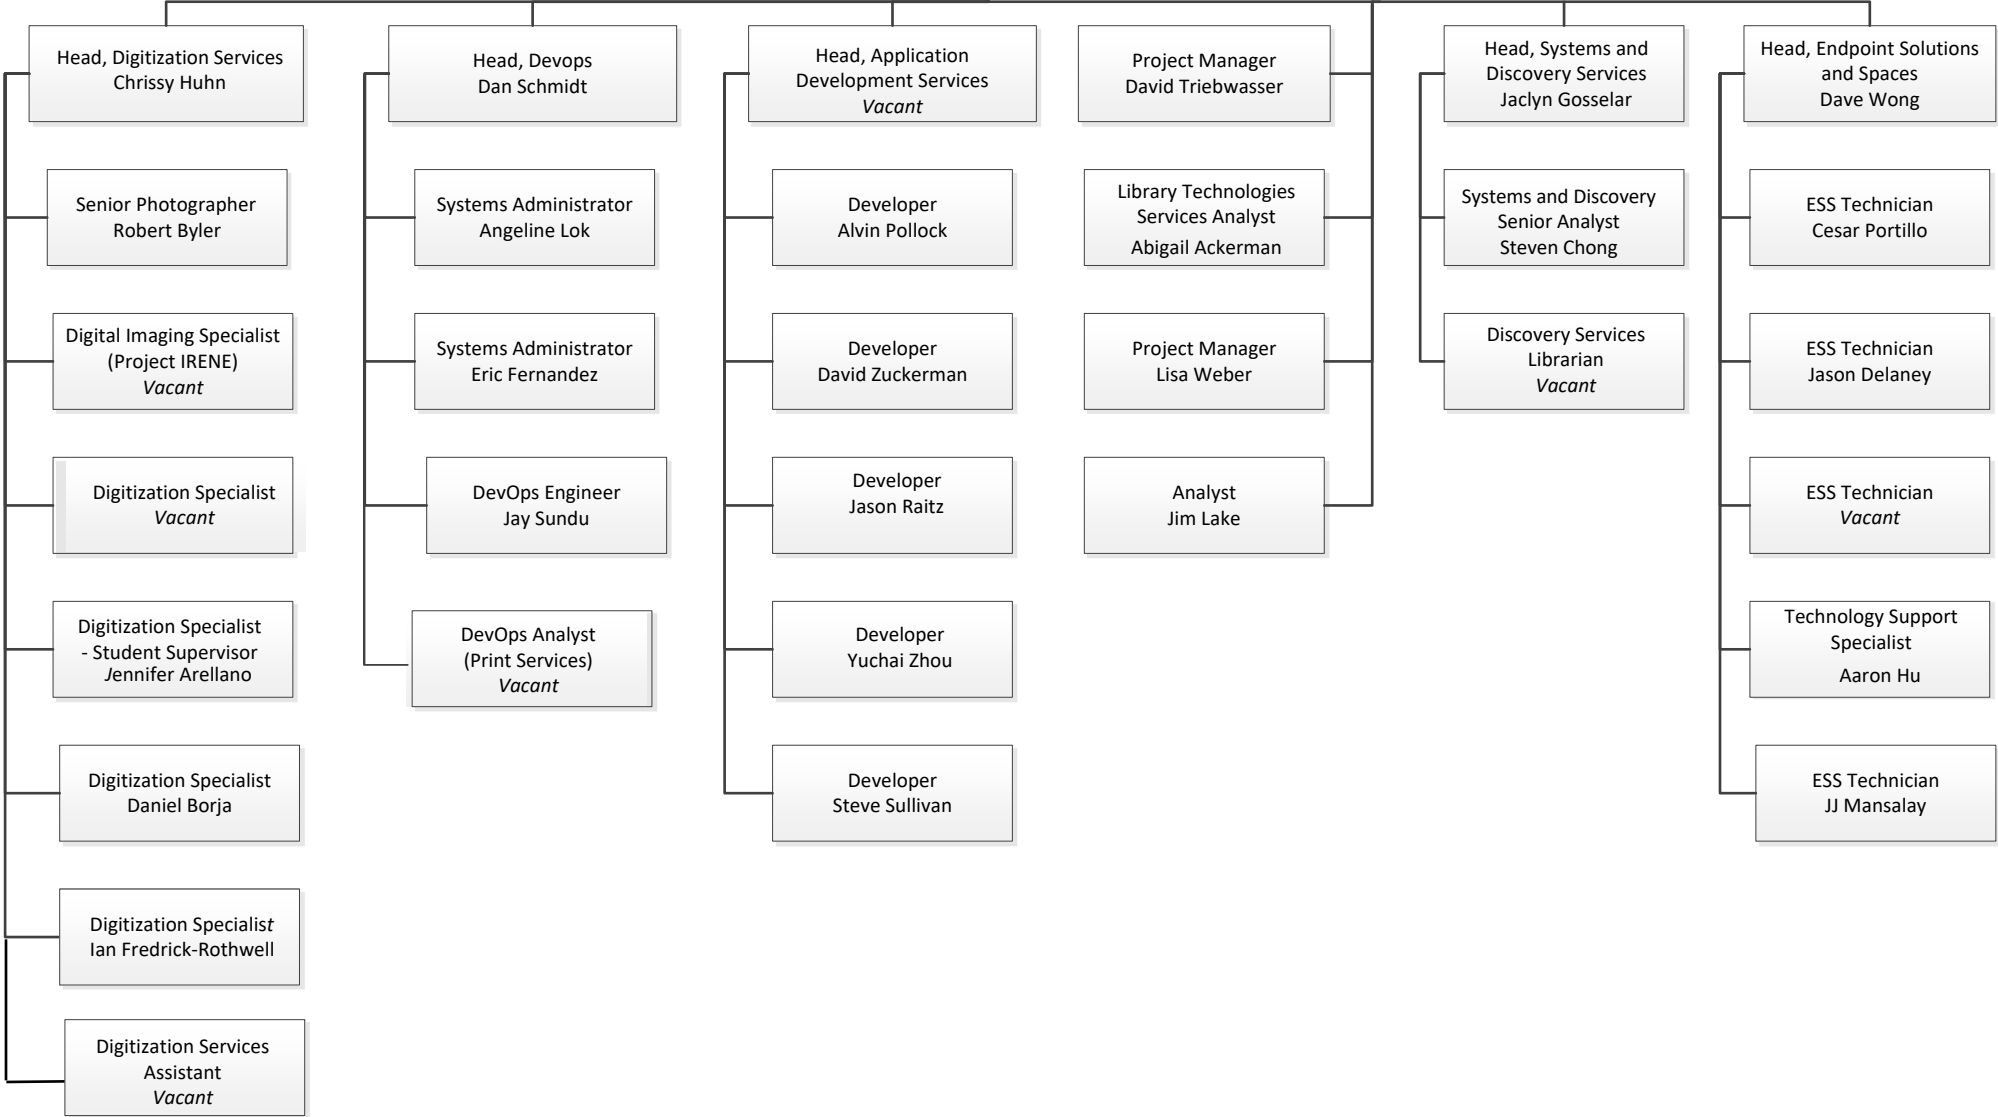 Head, Digitization Services
Chrissy Huhn
Senior Photographer
Robert Byler
Digital Imaging Specialist
(Project IRENE)
Vacant
Digitization Specialist
Vacant
Digitization Specialist
- Student Supervisor
Jennifer Arellano
Digitization Specialist
Daniel Borja
Digitization Specialist
Ian Fredrick-Rothwell
Digitization Services
Assistant
Vacant
Head, Devops
Dan Schmidt
Systems Administrator
Angeline Lok
Systems Administrator
Eric Fernandez
DevOps Engineer
Jay Sundu
DevOps Analyst
(Print Services)
Vacant
Head, Application
Development Services
Vacant
Developer
Alvin Pollock
Developer
David Zuckerman
Developer
Jason Raitz
Developer
Yuchai Zhou
Developer
Steve Sullivan
Project Manager
David Triebwasser
Library Technologies
Services Analyst
Abigail Ackerman
Project Manager
Lisa Weber
Analyst
Jim Lake
Head, Systems and
Discovery Services
Jaclyn Gosselar
Systems and Discovery
Senior Analyst
Steven Chong
Discovery Services
Librarian
Vacant
Head, Endpoint Solutions
and Spaces
Dave Wong
ESS Technician
Cesar Portillo
ESS Technician
Jason Delaney
ESS Technician
Vacant
Technology Support
Specialist
Aaron Hu
ESS Technician
JJ Mansalay